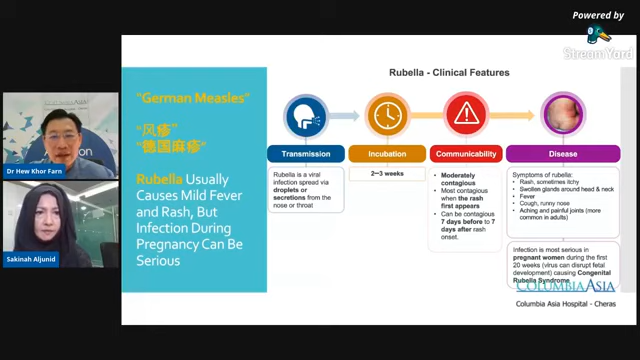 Powered by
StreamYard
Rubella - Clinical Features
"German Measles"
"风疹"
"德国麻疹"
Rubella Usually
Causes Mild Fever
and Rash, But
Infection During
Pregnancy Can Be
Serious
Transmission
Rubella is a viral
infection spread via
droplets or
secretions from the
nose or throat
Incubation
2–3 weeks
Communicability
• Moderately
contagious
• Most contagious
when the rash
first appears
• Can be contagious
7 days before to 7
days after rash
onset.
Disease
Symptoms of rubella:
• Rash, sometimes itchy
• Swollen glands around head & neck
• Fever
• Cough, runny nose
• Aching and painful joints (more
common in adults)
Infection is most serious in
pregnant women during the first
20 weeks (virus can disrupt fetal
development) causing Congenital
Rubella Syndrome
COLUMBIA ASIA
Columbia Asia Hospital - Cheras
Dr Hew Khor Farn
Sakinah Aljunid